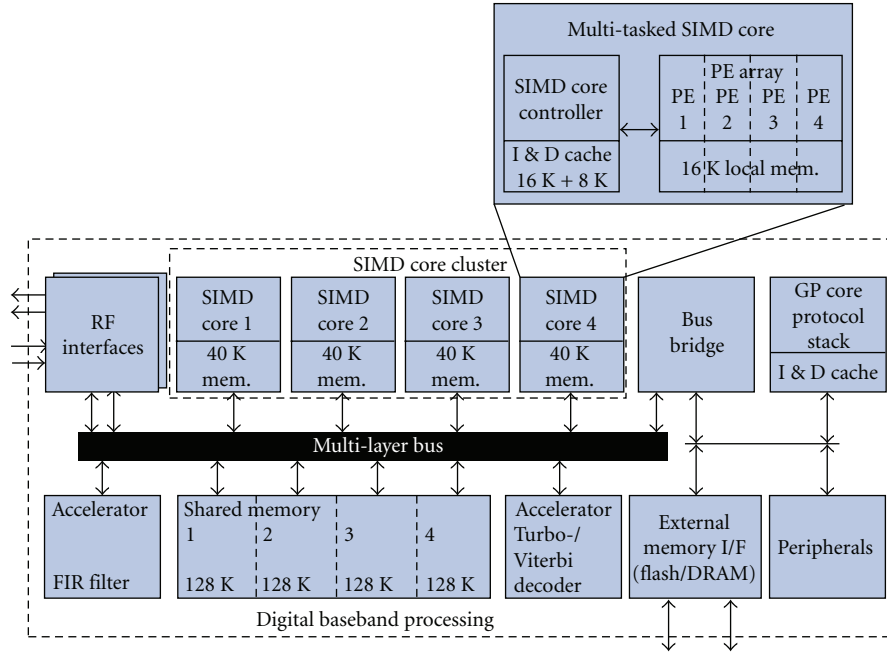 Multi-tasked SIMD core
SIMD core
controller
I & D cache
16 K + 8 K
PE array
PE PE PE PE
1 2 3 4
16 K local mem.
SIMD core cluster
RF
interfaces
SIMD
core 1
40 K
mem.
SIMD
core 2
40 K
mem.
SIMD
core 3
40 K
mem.
SIMD
core 4
40 K
mem.
Bus
bridge
GP core
protocol
stack
I & D cache
Multi-layer bus
Accelerator
FIR filter
Shared memory
1 2 3 4
128 K 128 K 128 K 128 K
Accelerator
Turbo-/
Viterbi
decoder
External
memory I/F
(flash/DRAM)
Peripherals
Digital baseband processing